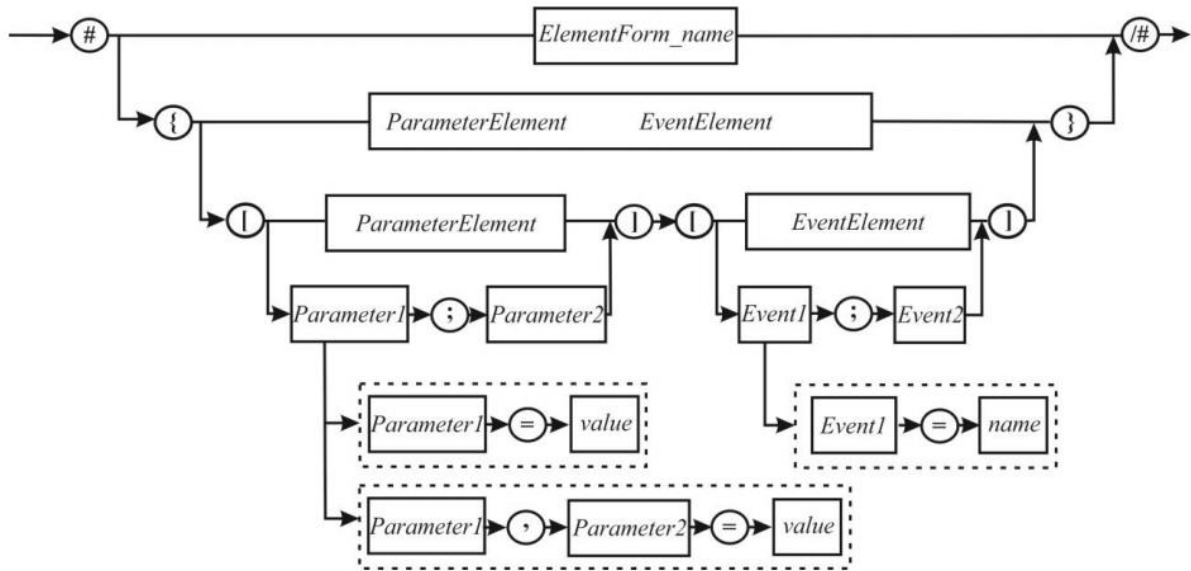 # ElementForm_name /#
{ ParameterElement EventElement }
[ ParameterElement ] [ EventElement ]
Parameter1 ; Parameter2 Event1 ; Event2
Parameter1 = value Event1 = name
Parameter1 , Parameter2 = value